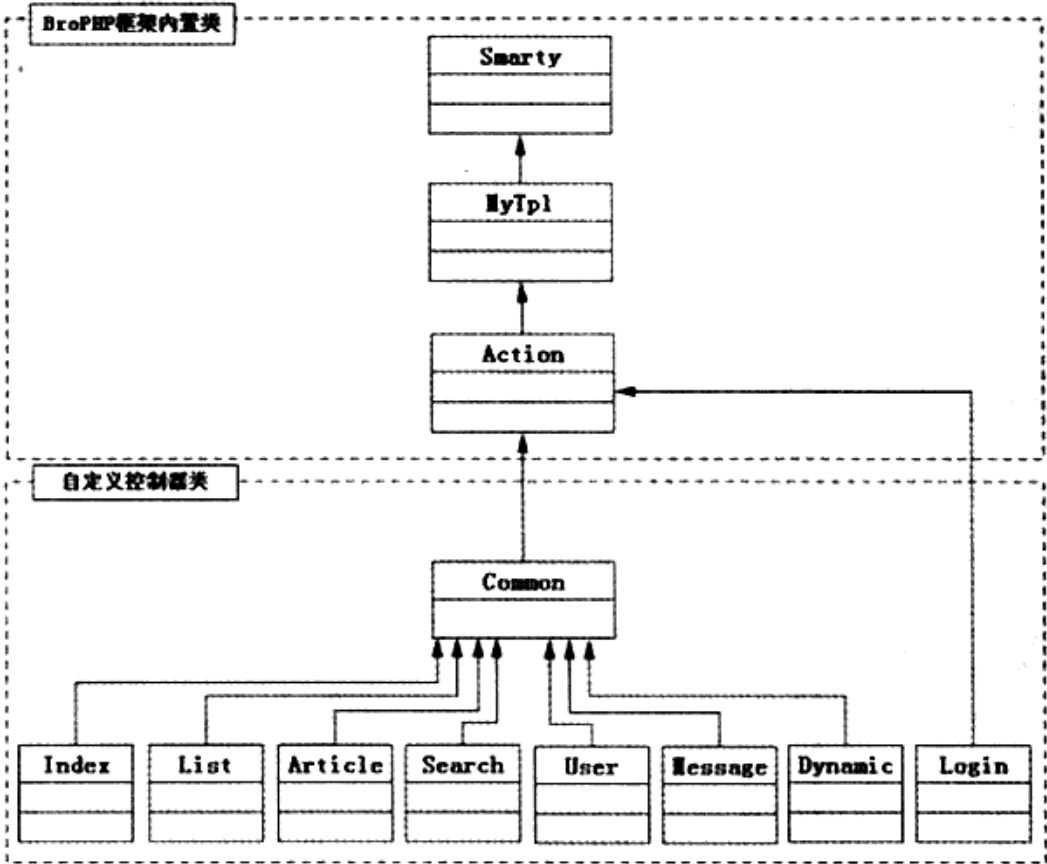 BroPHP框架内置类
Smarty
MyTpl
Action
自定义控制器类
Common
Index List Article Search User Message Dynamic Login